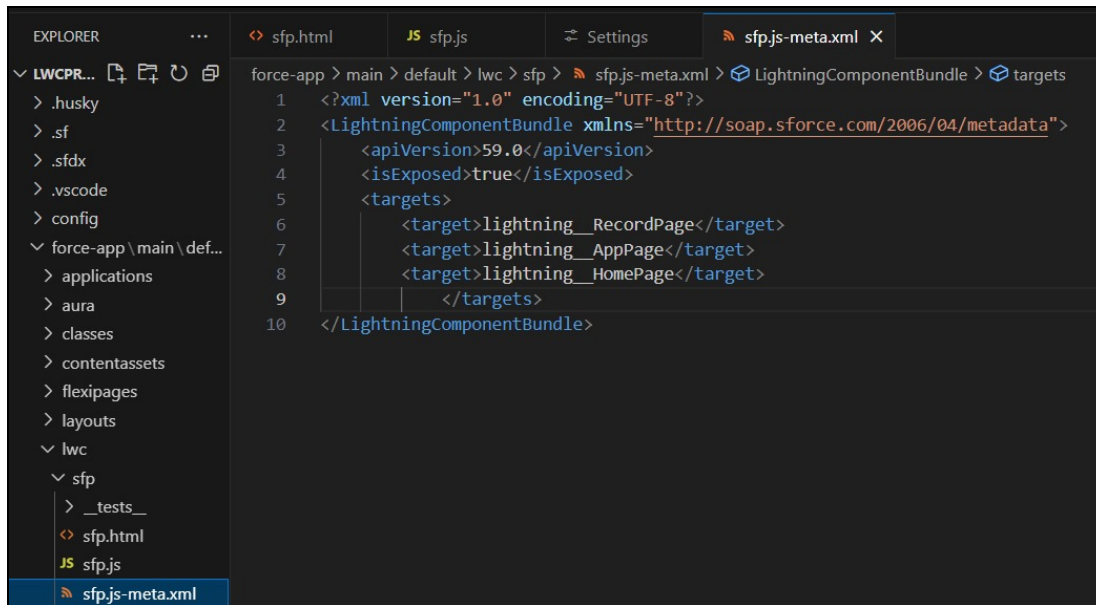 EXPLORER ...
LWCPR...
.husky
.sf
.sfdx
.vscode
config
force-app\main\def...
applications
aura
classes
contentassets
flexipages
layouts
lwc
sfp
__tests__
sfp.html
JS sfp.js
sfp.js-meta.xml
sfp.html JS sfp.js Settings sfp.js-meta.xml
force-app > main > default > lwc > sfp > sfp.js-meta.xml > LightningComponentBundle > targets
1 <?xml version="1.0" encoding="UTF-8"?>
2 <LightningComponentBundle xmlns="http://soap.sforce.com/2006/04/metadata">
3 <apiVersion>59.0</apiVersion>
4 <isExposed>true</isExposed>
5 <targets>
6 <target>lightning__RecordPage</target>
7 <target>lightning__AppPage</target>
8 <target>lightning__HomePage</target>
9 </targets>
10 </LightningComponentBundle>